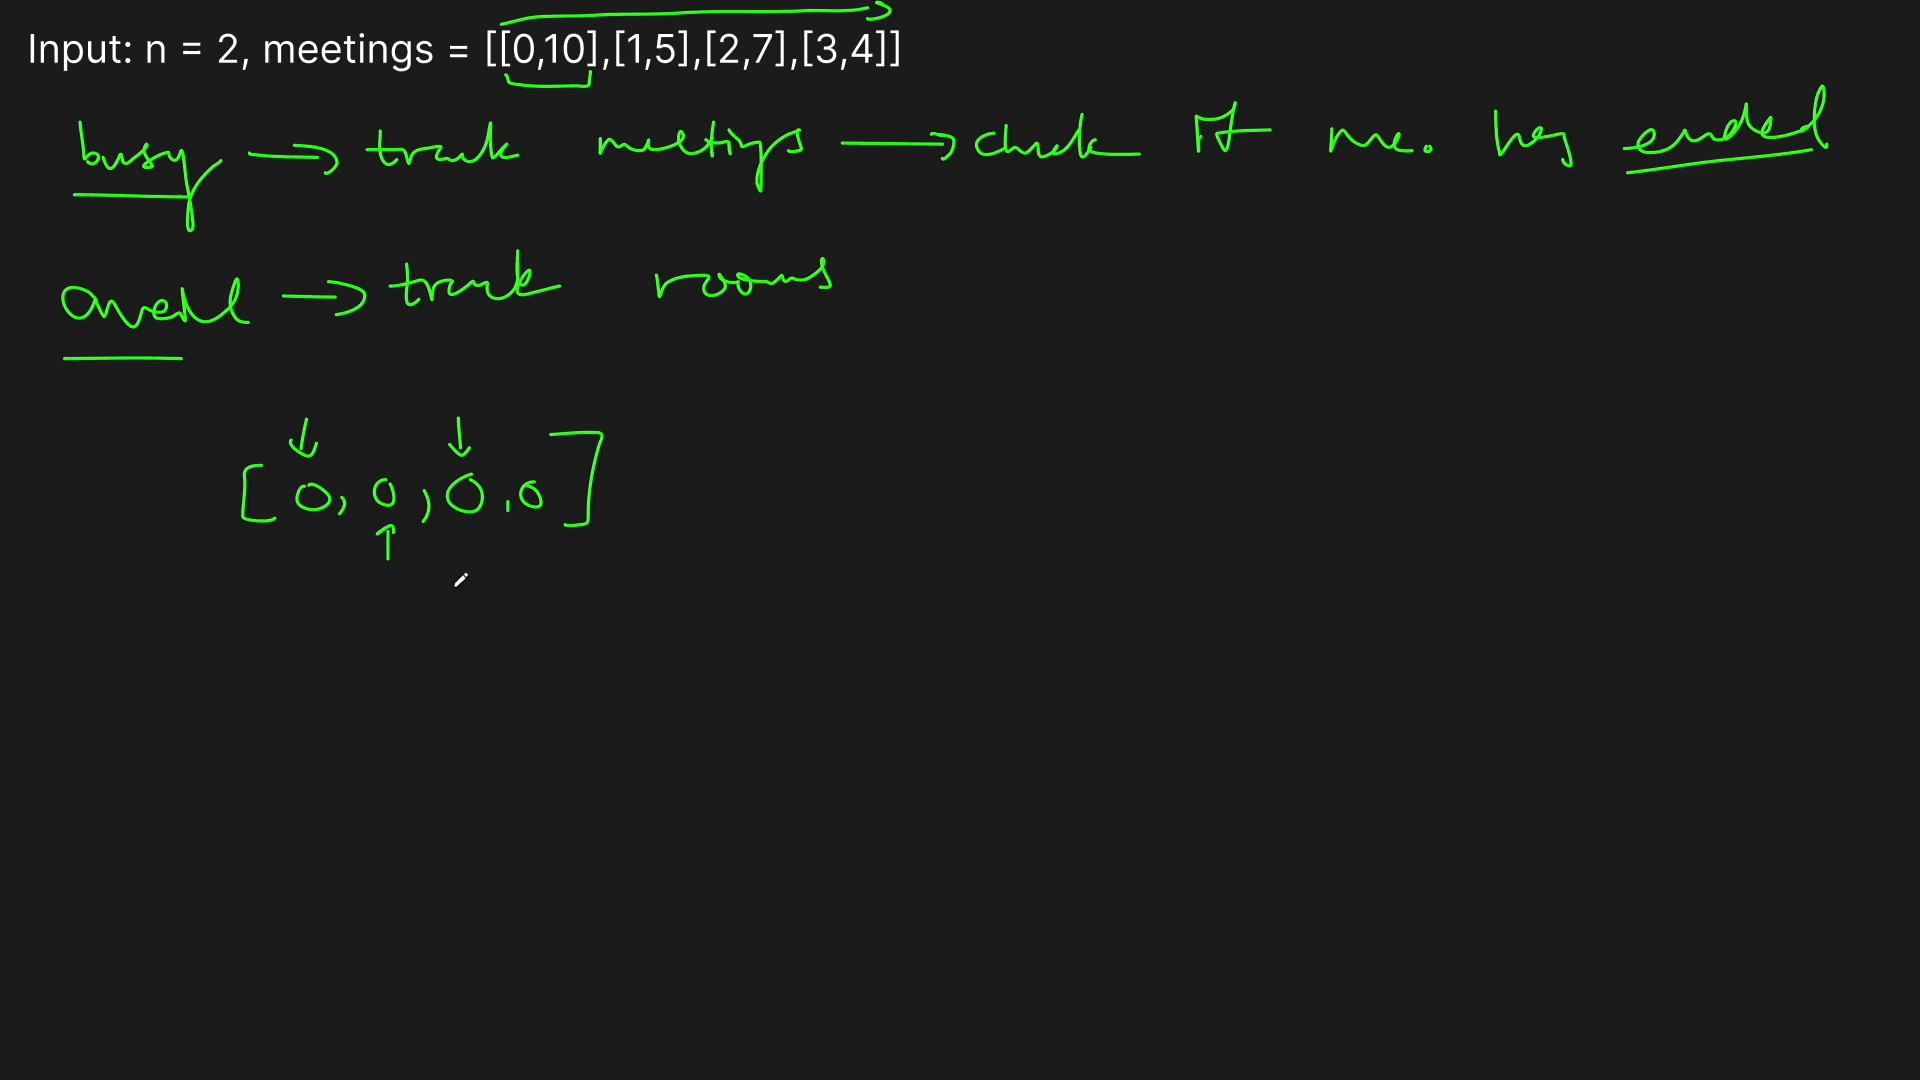 Input: n = 2, meetings = [[0,10],[1,5],[2,7],[3,4]]
busy → track meetings → check if me. has ended
avail → track rooms
[0, 0, 0, 0]